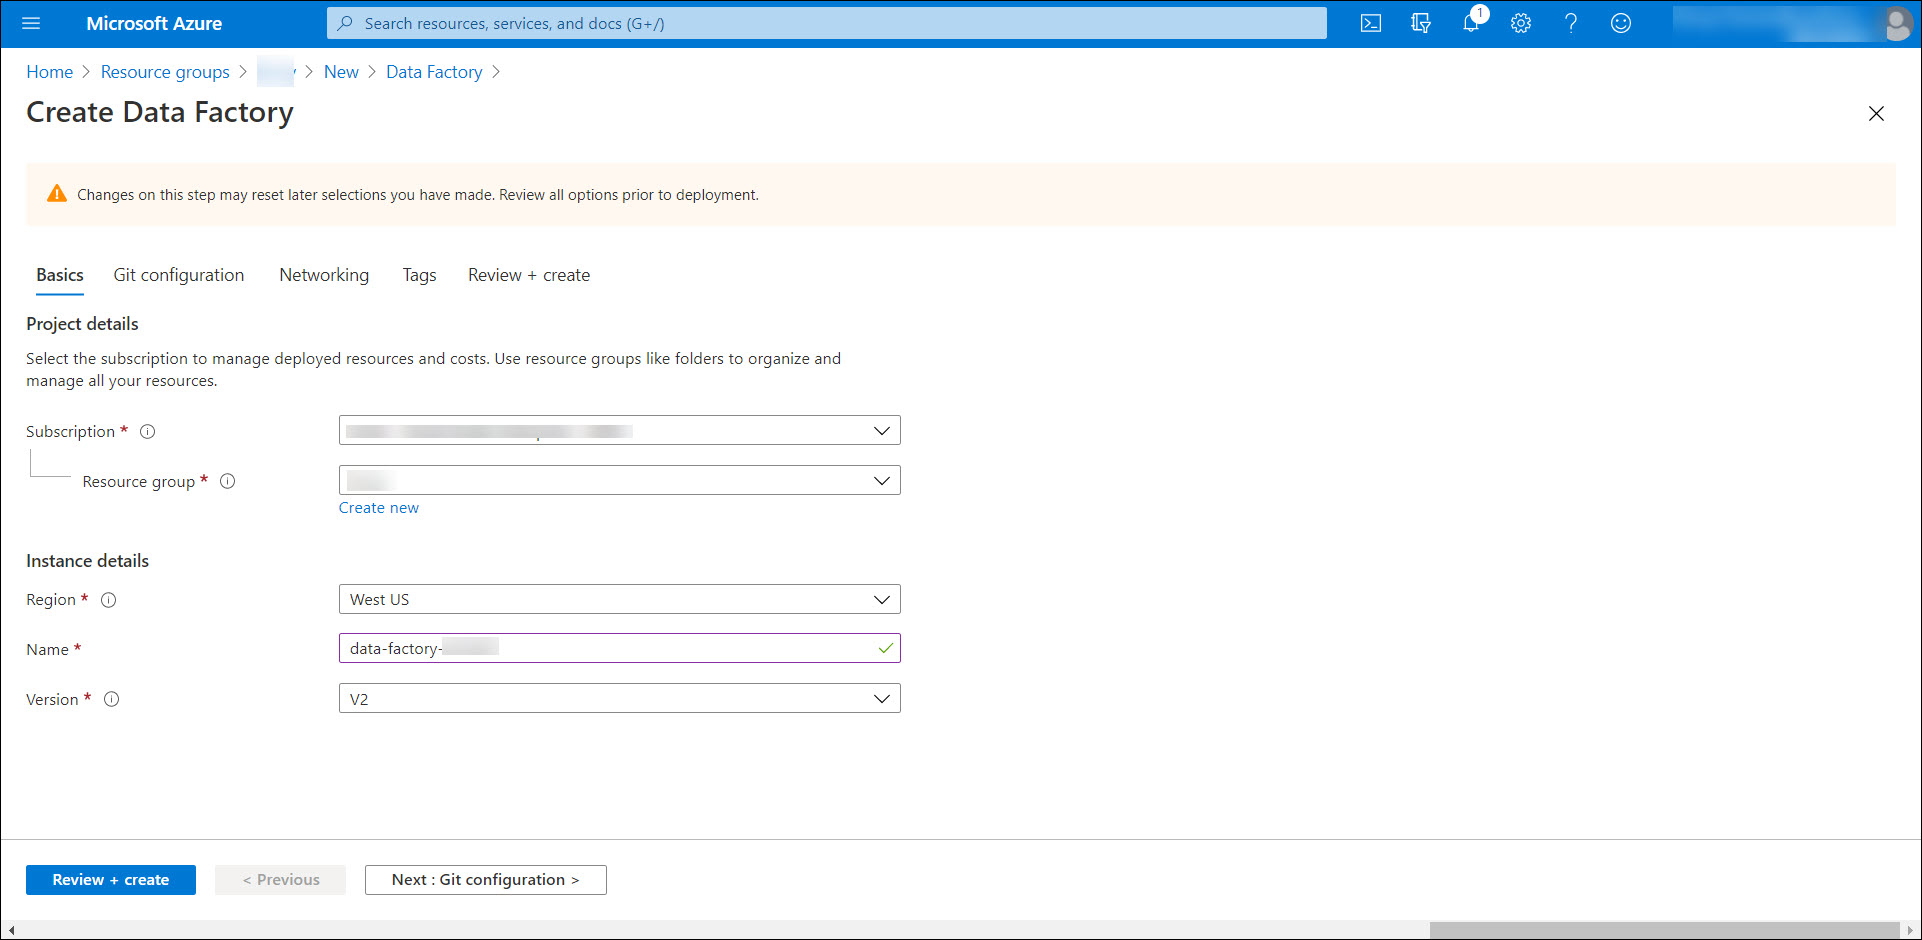 Microsoft Azure
Search resources, services, and docs (G+/)
1
Home > Resource groups > > New > Data Factory >
Create Data Factory
Changes on this step may reset later selections you have made. Review all options prior to deployment.
Basics Git configuration Networking Tags Review + create
Project details
Select the subscription to manage deployed resources and costs. Use resource groups like folders to organize and
manage all your resources.
Subscription *
Resource group *
Create new
Instance details
Region * West US
Name * data-factory-
Version * V2
Review + create < Previous Next : Git configuration >